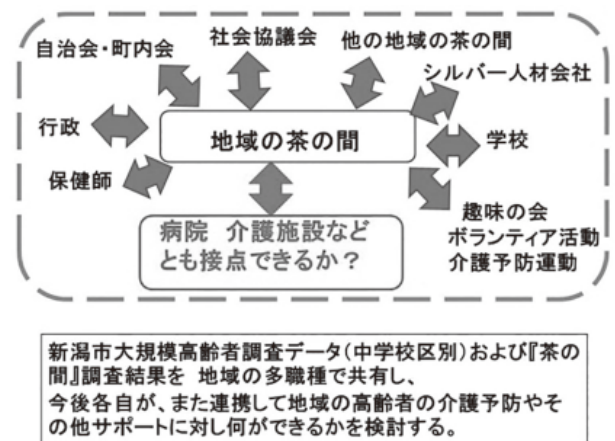 自治会・町内会
社会協議会
他の地域の茶の間
シルバー人材会社
行政
地域の茶の間
学校
保健師
病院 介護施設など
とも接点できるか？
趣味の会
ボランティア活動
介護予防運動
新潟市大規模高齢者調査データ(中学校区別)および『茶の
間』調査結果を 地域の多職種で共有し、
今後各自が、また連携して地域の高齢者の介護予防やそ
の他サポートに対し何ができるかを検討する。